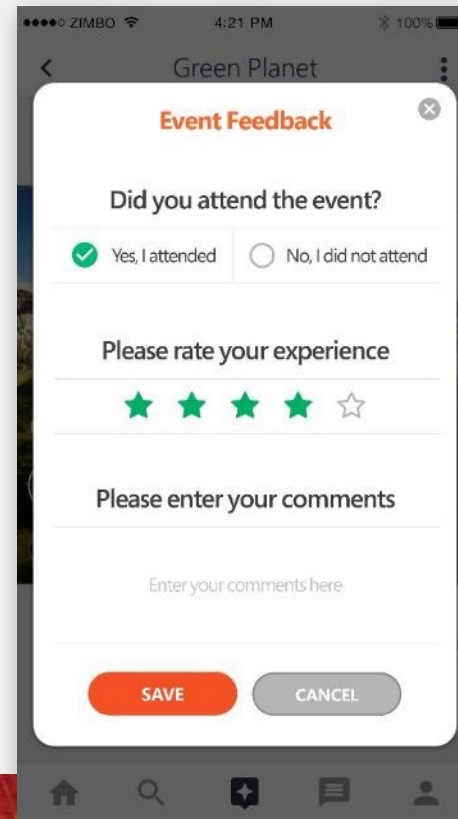 ZIMBO 4:21 PM 100%
Green Planet
Event Feedback
Did you attend the event?
Yes, I attended No, I did not attend
Please rate your experience
Please enter your comments
Enter your comments here
SAVE CANCEL